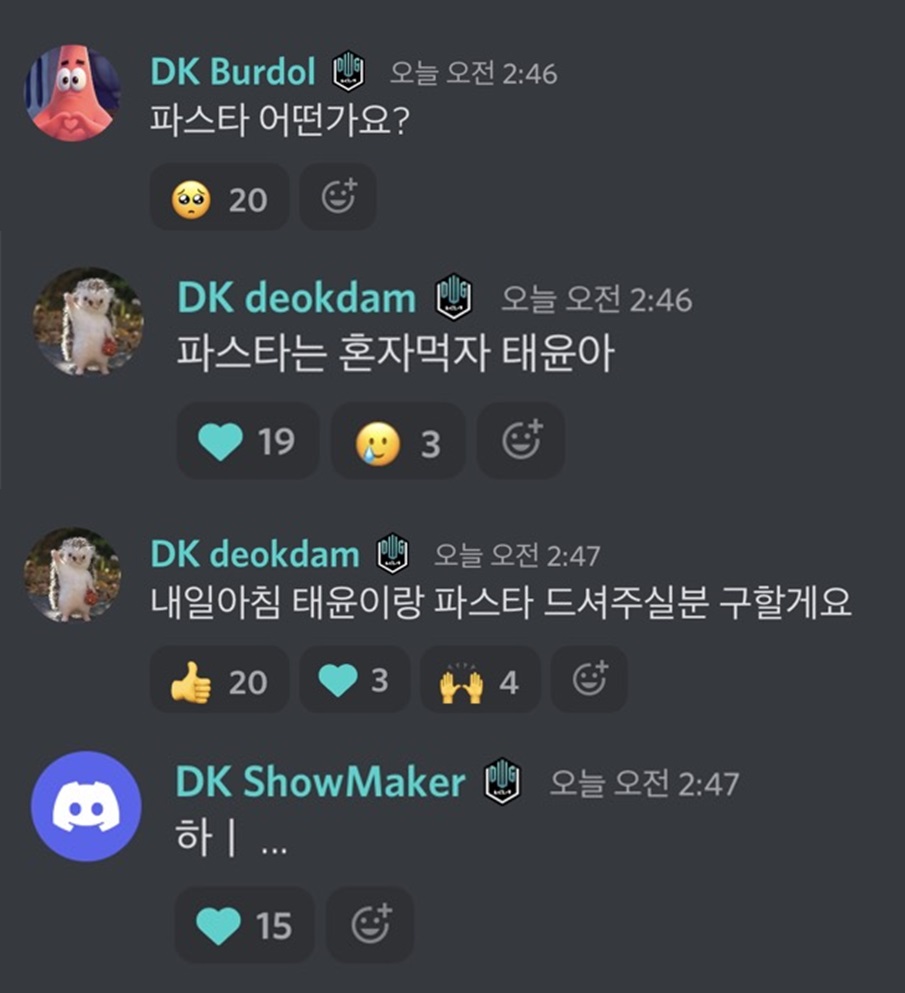 DK Burdol 오늘 오전 2:46
파스타 어떤가요?
20
DK deokdam 오늘 오전 2:46
파스타는 혼자먹자 태윤아
19 3
DK deokdam 오늘 오전 2:47
내일아침 태윤이랑 파스타 드셔주실분 구할게요
20 3 4
DK ShowMaker 오늘 오전 2:47
하ㅣ ...
15